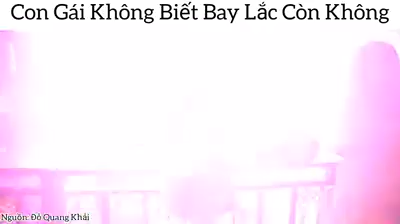 Con Gái Không Biết Bay Lắc Còn Không
Nguồn: Đỗ Quang Khải